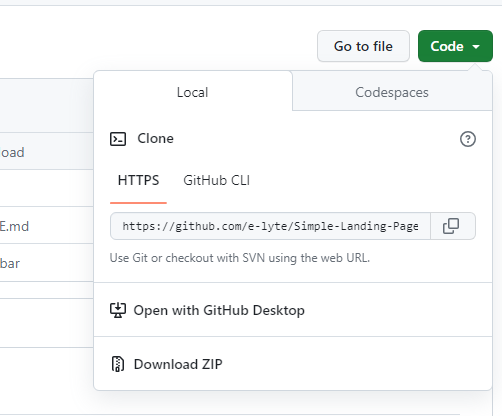 Go to file
Code
Local
Codespaces
oad
Clone
HTTPS
GitHub CLI
E.md
https://github.com/e-lyte/Simple-Landing-Page
bar
Use Git or checkout with SVN using the web URL.
Open with GitHub Desktop
Download ZIP